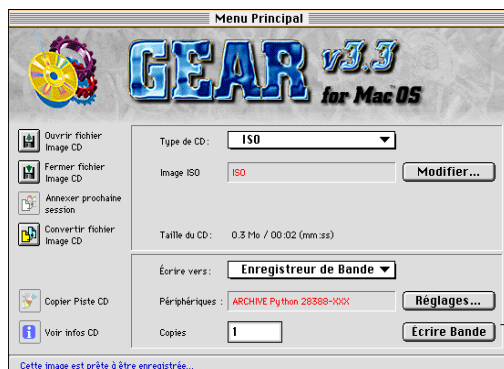 Menu Principal
GEAR v3.3
for Mac OS
Ouvrir fichier
Image CD
Fermer fichier
Image CD
Annexer prochaine
session
Convertir fichier
Image CD
Type de CD :
ISO
Image ISO
ISO
Modifier...
Taille du CD :
0.3 Mo / 00:02 (mm:ss)
Copier Piste CD
Voir infos CD
Écrire vers :
Enregistreur de Bande
Périphériques :
ARCHIVE Python 28388-XXX
Réglages...
Copies
1
Écrire Bande
Cette image est prête à être enregistrée...